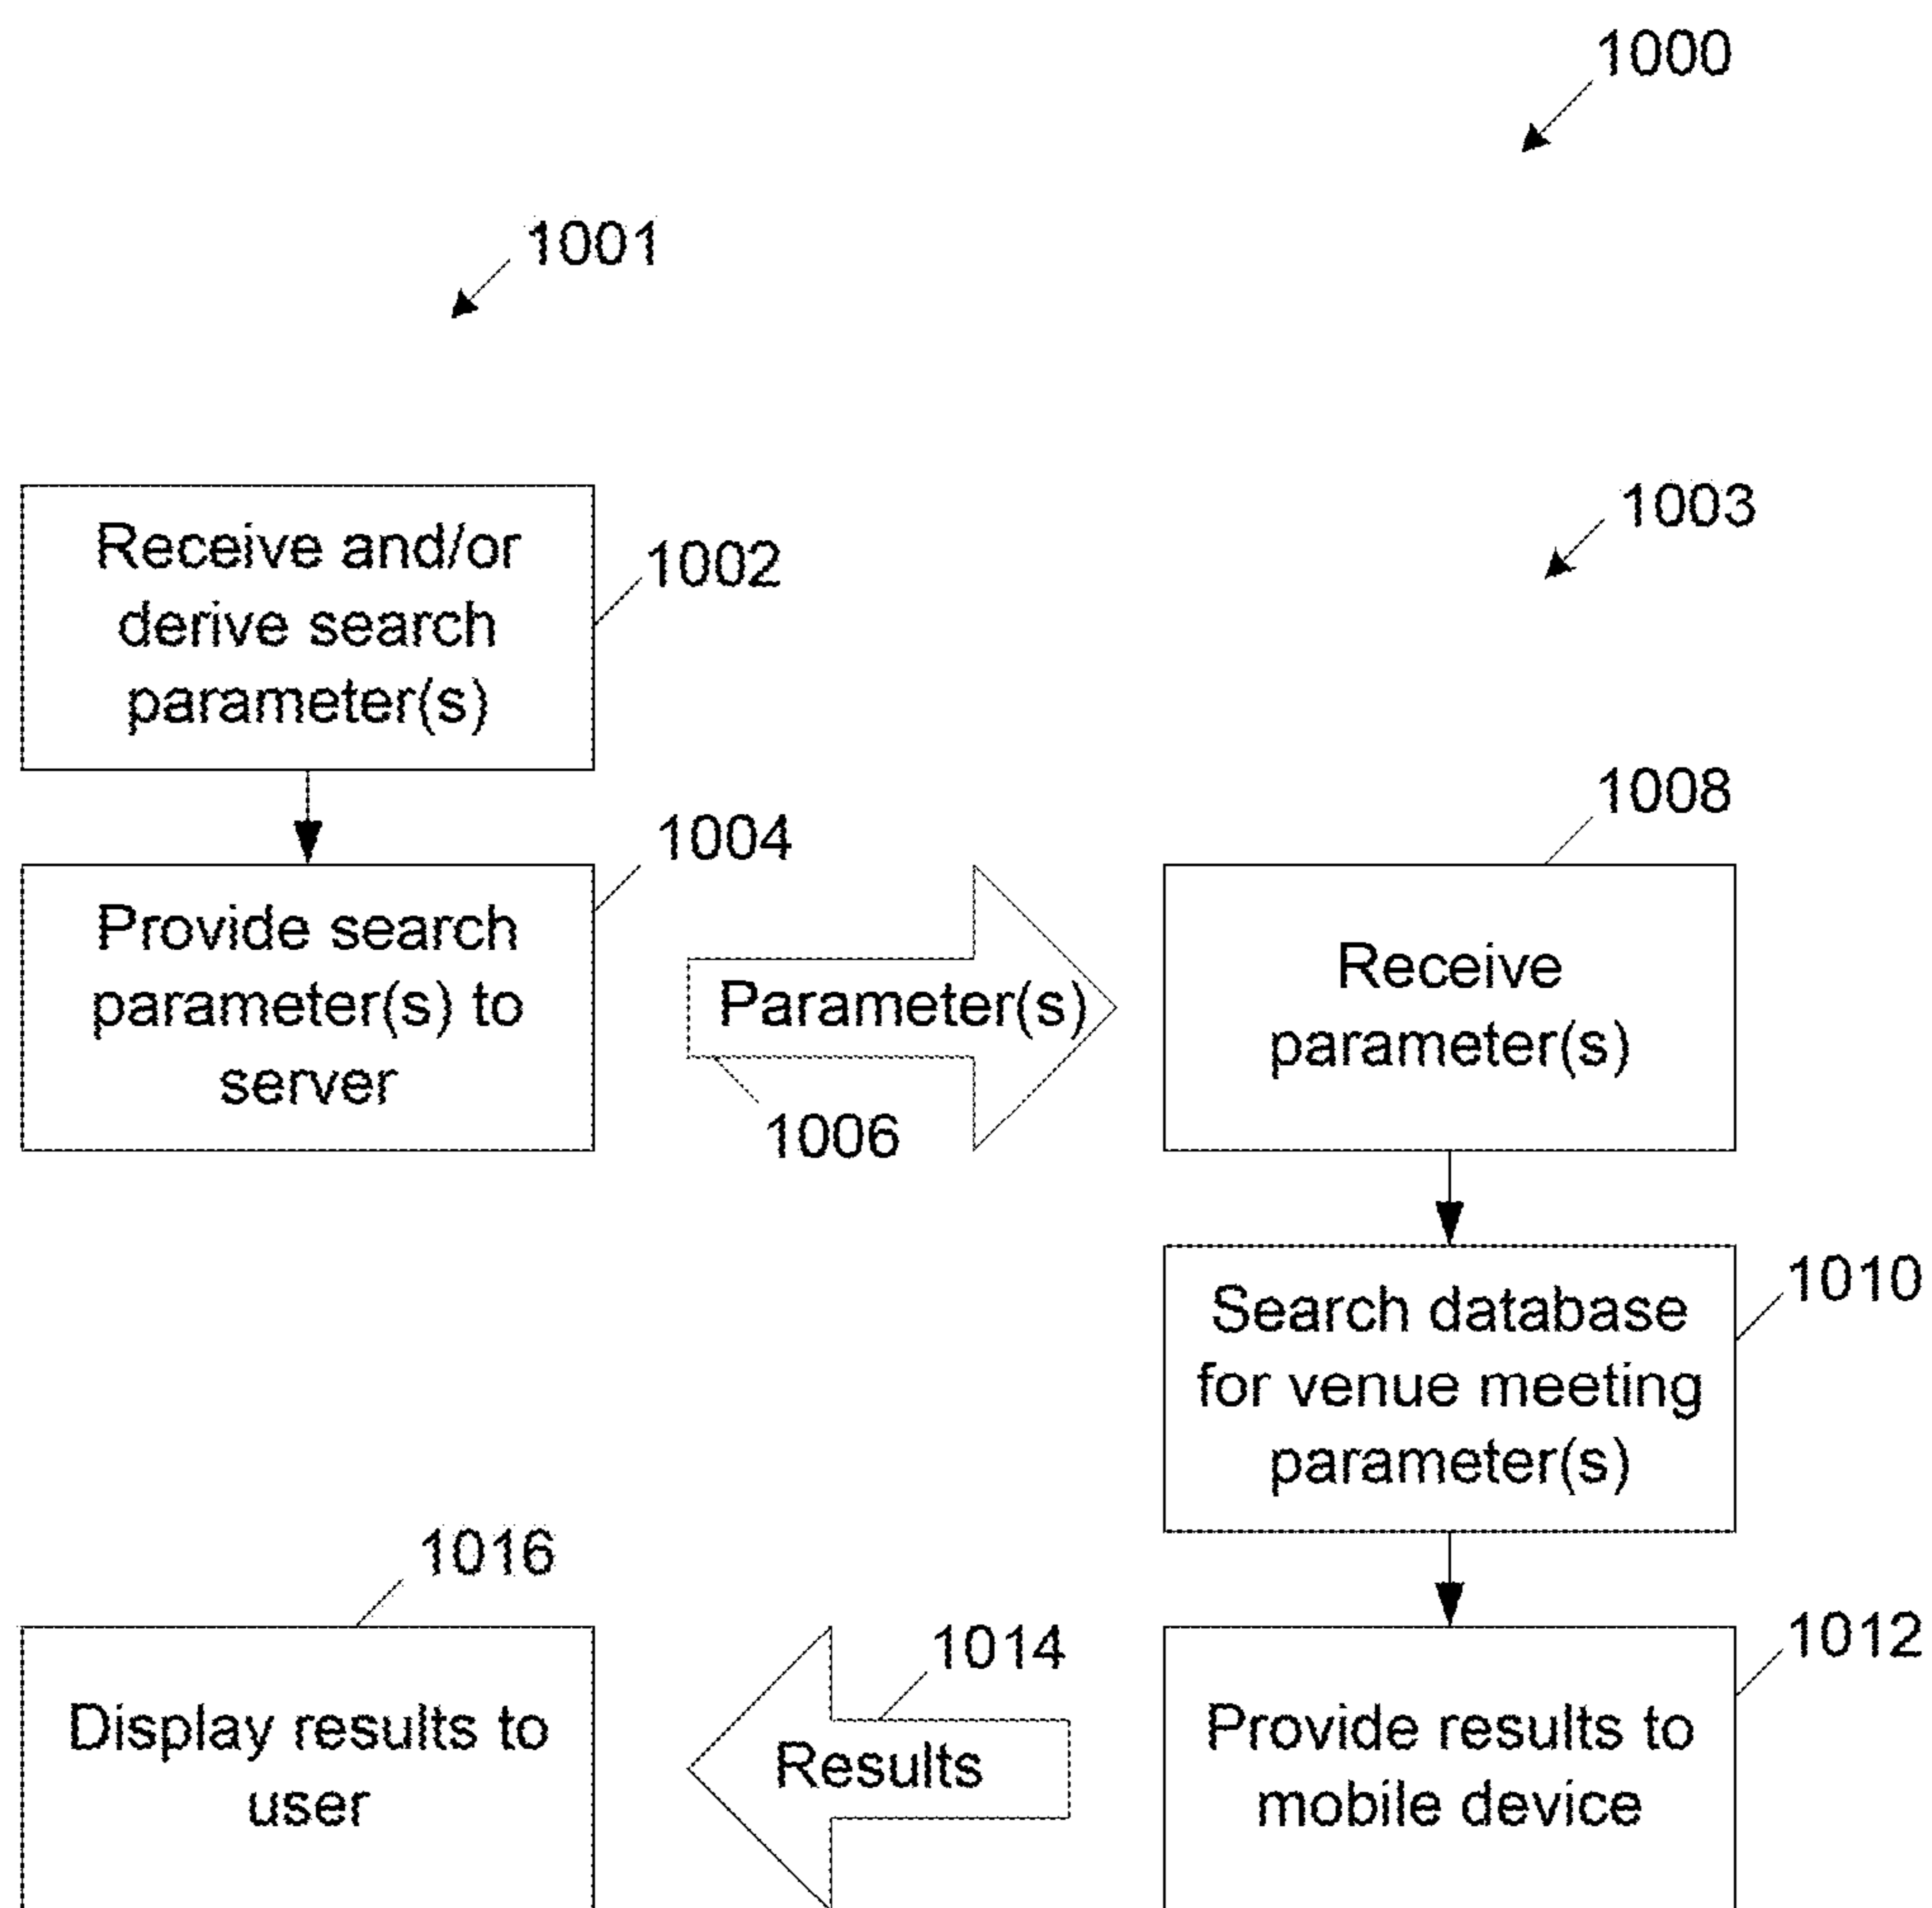 1000
1001
1003
Receive and/or
derive search
parameter(s)
1002
1004
Provide search
parameter(s) to
server
Parameter(s)
1006
1008
Receive
parameter(s)
1010
Search database
for venue meeting
parameter(s)
1012
Provide results to
mobile device
1014
Results
1016
Display results to
user